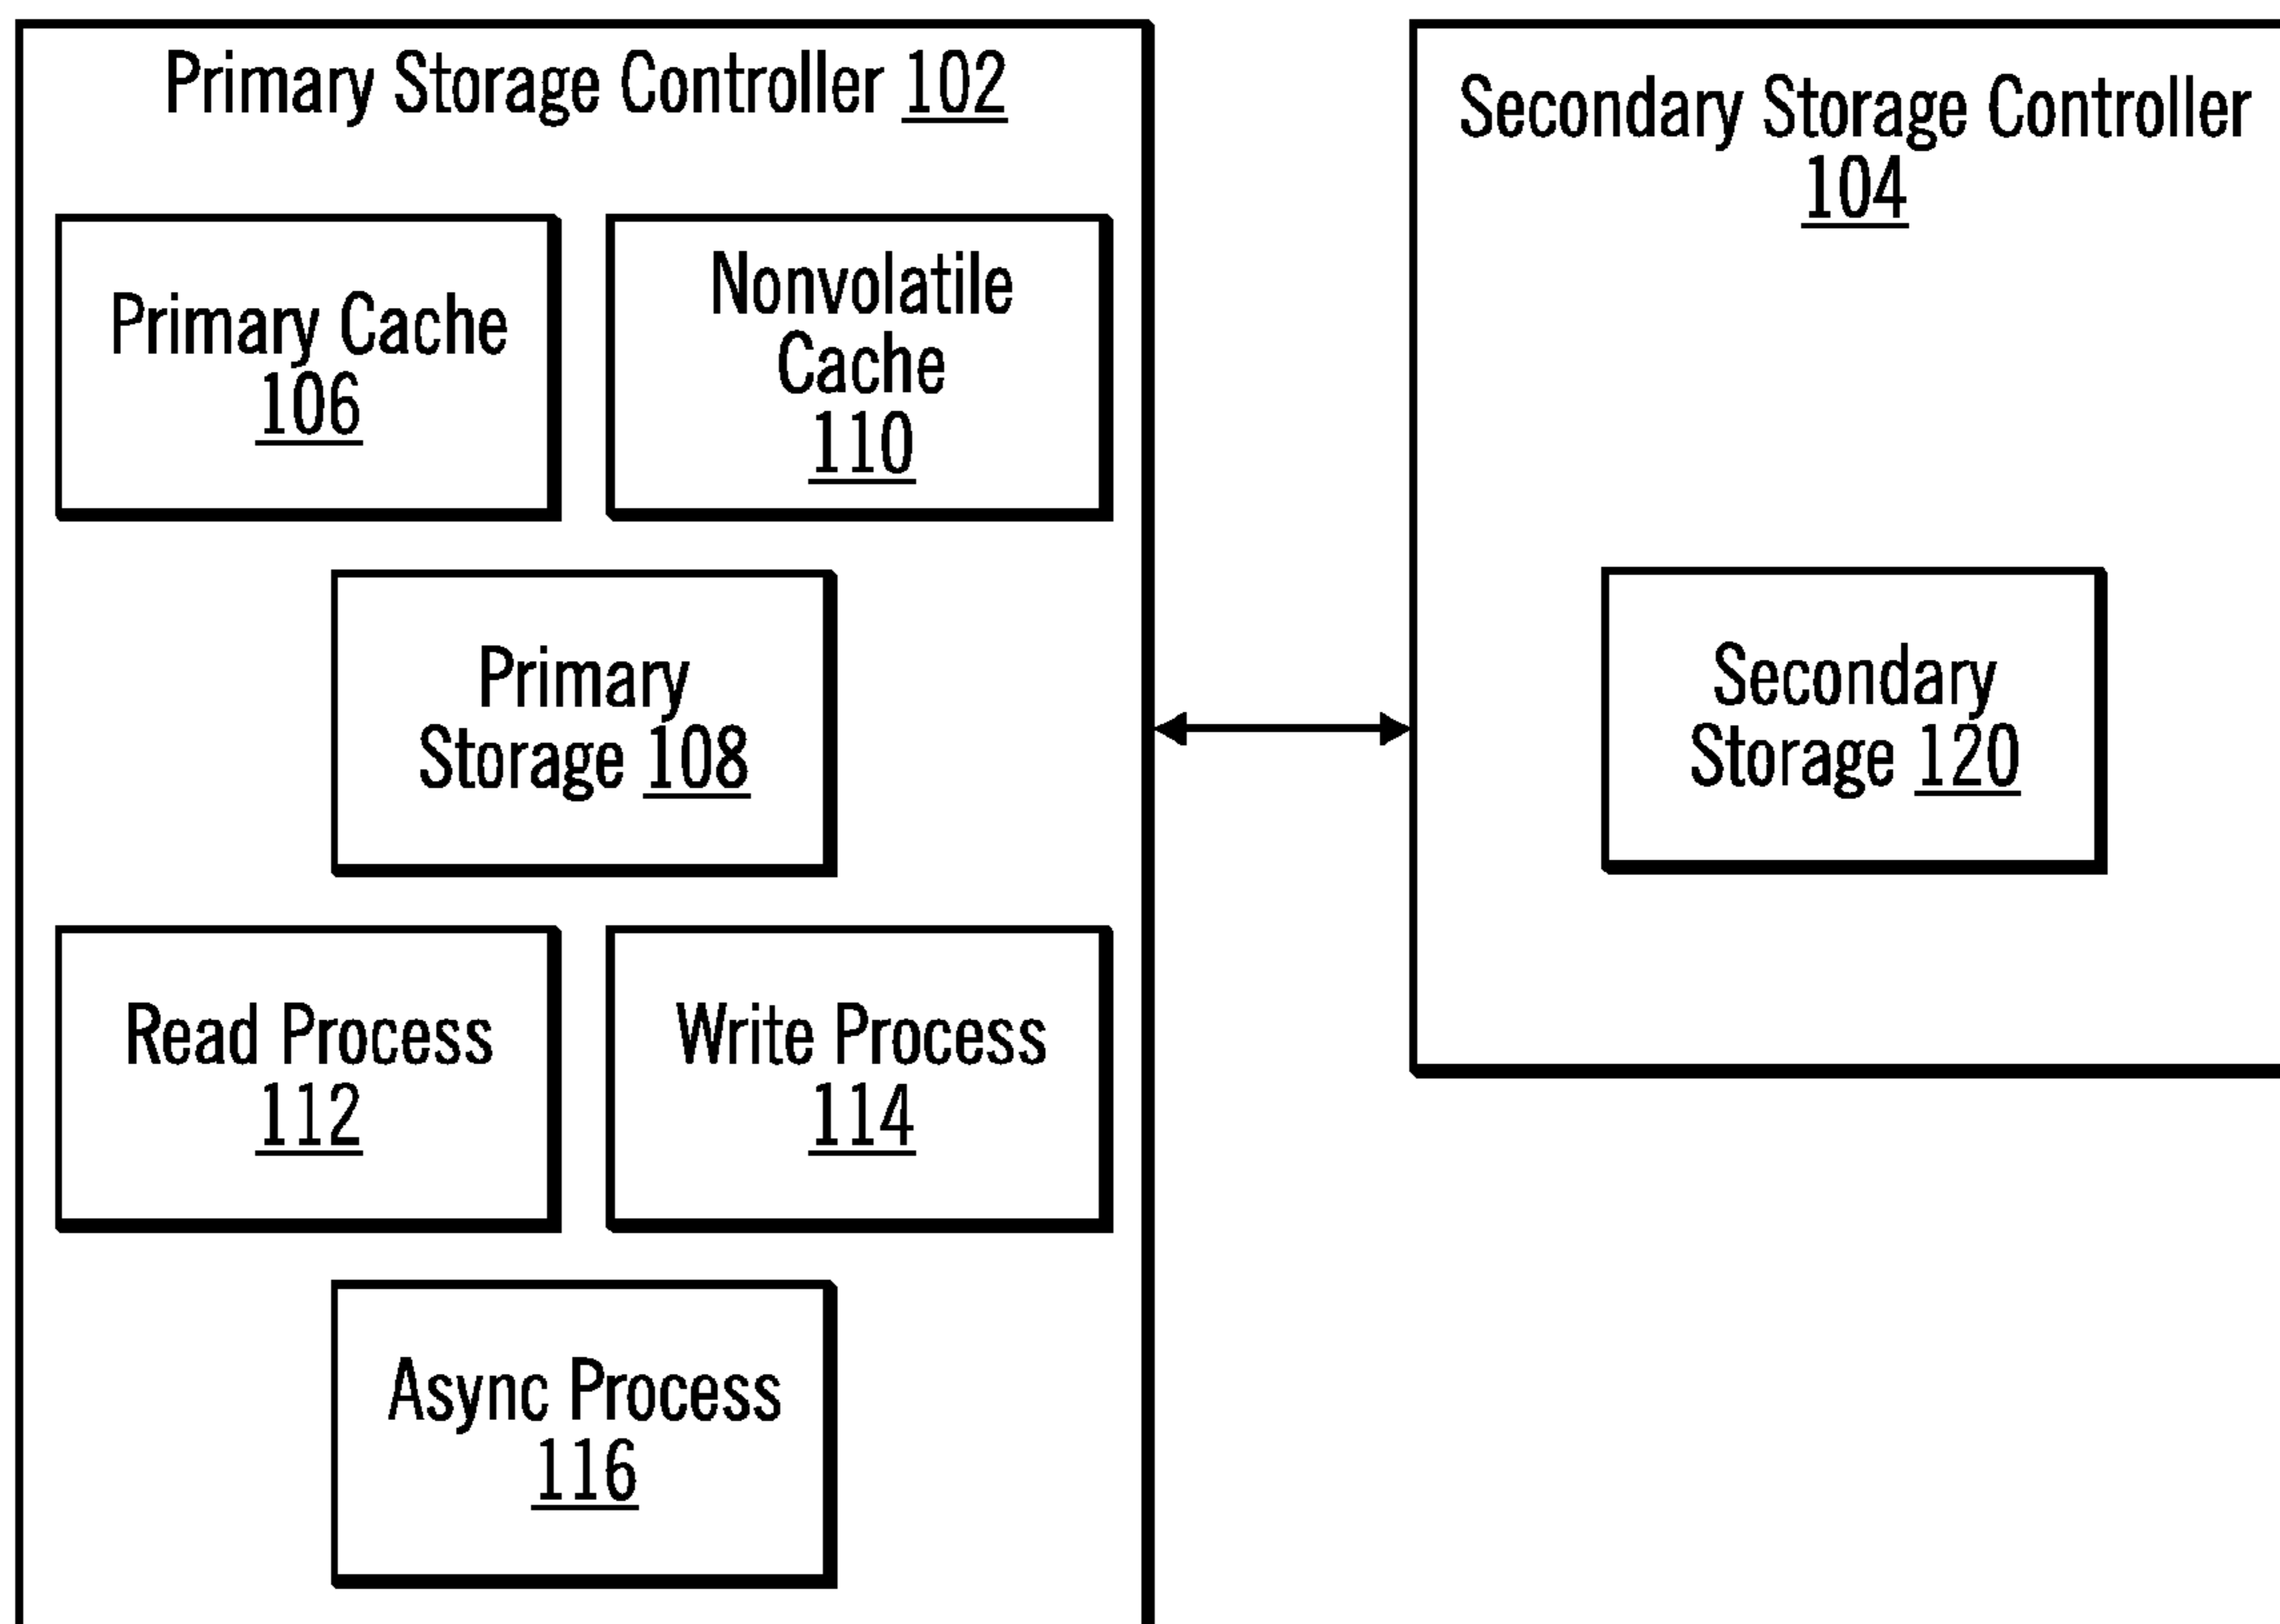 Primary Storage Controller 102
Primary Cache
106
Nonvolatile
Cache
110
Primary
Storage 108
Read Process
112
Write Process
114
Async Process
116
Secondary Storage Controller
104
Secondary
Storage 120